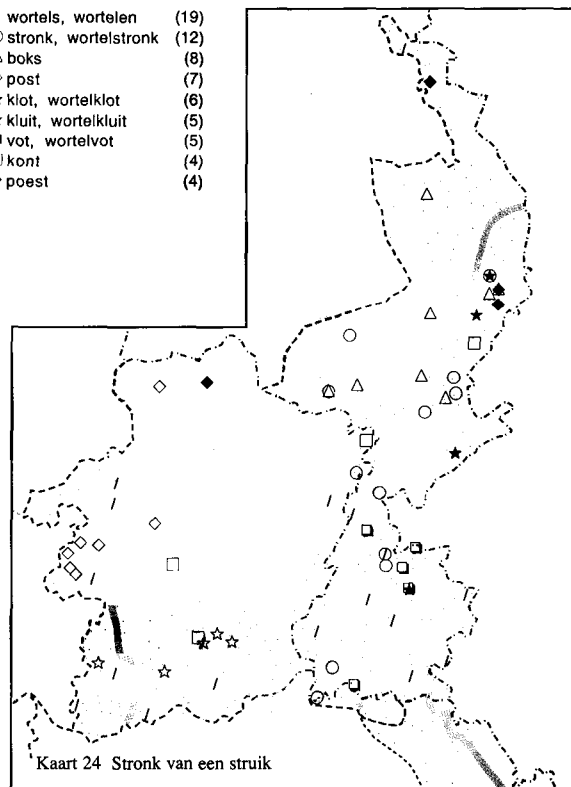 wortels, wortelen (19)
stronk, wortelstronk (12)
boks (8)
post (7)
klot, wortelklot (6)
kluit, wortelkluit (5)
vot, wortelvot (5)
kont (4)
poest (4)
Kaart 24 Stronk van een struik